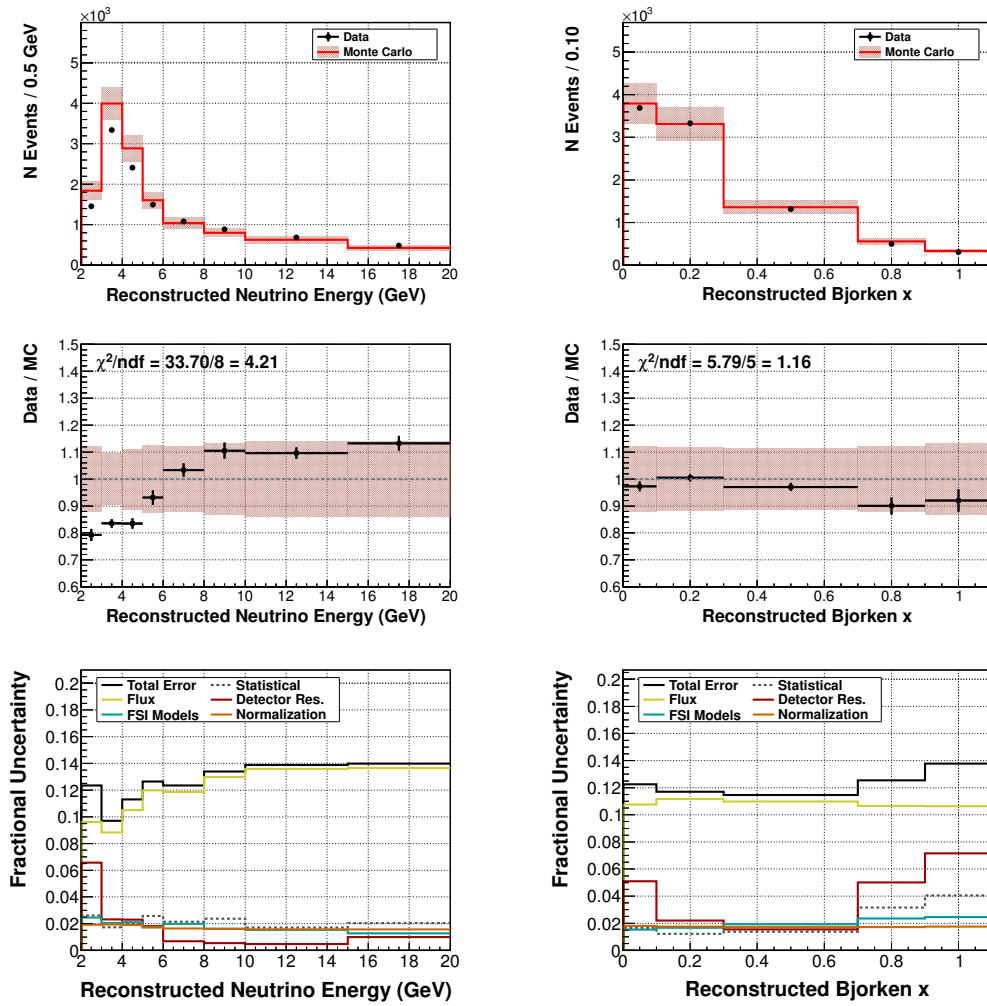 ×10³
N Events / 0.5 GeV
Data
Monte Carlo
6
5
4
3
2
1
0
2 4 6 8 10 12 14 16 18 20
Reconstructed Neutrino Energy (GeV)
×10³
N Events / 0.10
Data
Monte Carlo
5
4
3
2
1
0
0 0.2 0.4 0.6 0.8 1
Reconstructed Bjorken x
Data / MC
χ²/ndf = 33.70/8 = 4.21
1.5
1.4
1.3
1.2
1.1
1
0.9
0.8
0.7
0.6
2 4 6 8 10 12 14 16 18 20
Reconstructed Neutrino Energy (GeV)
Data / MC
χ²/ndf = 5.79/5 = 1.16
1.5
1.4
1.3
1.2
1.1
1
0.9
0.8
0.7
0.6
0 0.2 0.4 0.6 0.8 1
Reconstructed Bjorken x
Fractional Uncertainty
Total Error Statistical
Flux Detector Res.
FSI Models Normalization
0.2
0.18
0.16
0.14
0.12
0.1
0.08
0.06
0.04
0.02
0
2 4 6 8 10 12 14 16 18 20
Reconstructed Neutrino Energy (GeV)
Fractional Uncertainty
Total Error Statistical
Flux Detector Res.
FSI Models Normalization
0.2
0.18
0.16
0.14
0.12
0.1
0.08
0.06
0.04
0.02
0
0 0.2 0.4 0.6 0.8 1
Reconstructed Bjorken x